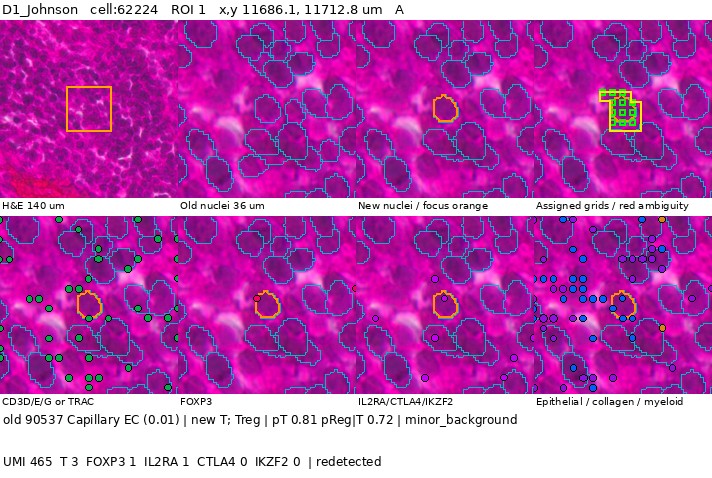 D1_Johnson cell:62224 ROI 1 x,y 11686.1, 11712.8 um A
H&E 140 um
Old nuclei 36 um
New nuclei / focus orange
Assigned grids / red ambiguity
CD3D/E/G or TRAC
FOXP3
IL2RA/CTLA4/IKZF2
Epithelial / collagen / myeloid
old 90537 Capillary EC (0.01) | new T; Treg | pT 0.81 pReg|T 0.72 | minor_background
UMI 465 T 3 FOXP3 1 IL2RA 1 CTLA4 0 IKZF2 0 | redetected